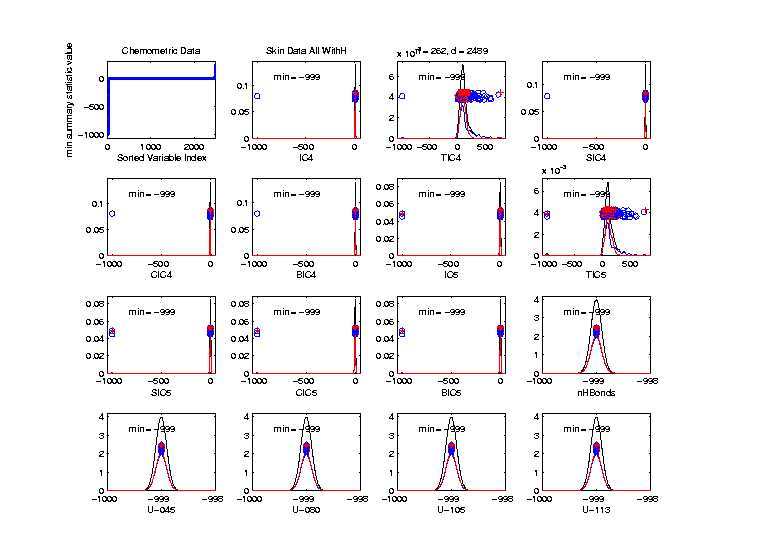 Chemometric Data
min summary statistic value
0
−500
−1000
0 1000 2000
Sorted Variable Index
Skin Data All WithH
min = −999
0.1
0.05
0
−1000 −500 0
IC4
x 10
= 262, d = 2489
min = −999
6
4
2
0
−1000 −500 0 500
TIC4
min = −999
0.1
0.05
0
−1000 −500 0
SIC4
min = −999
0.1
0.05
0
−1000 −500 0
CIC4
min = −999
0.1
0.05
0
−1000 −500 0
BIC4
min = −999
0.08
0.06
0.04
0.02
0
−1000 −500 0
IC5
x 10⁻³
min = −999
6
4
2
0
−1000 −500 0 500
TIC5
min = −999
0.08
0.06
0.04
0.02
0
−1000 −500 0
SIC5
min = −999
0.08
0.06
0.04
0.02
0
−1000 −500 0
CIC5
min = −999
0.08
0.06
0.04
0.02
0
−1000 −500 0
BIC5
min = −999
4
3
2
1
0
−1000 −999 −998
nHBonds
min = −999
4
3
2
1
0
−1000 −999 −998
U−045
min = −999
4
3
2
1
0
−1000 −999 −998
U−080
min = −999
4
3
2
1
0
−1000 −999 −998
U−105
min = −999
4
3
2
1
0
−1000 −999 −998
U−113